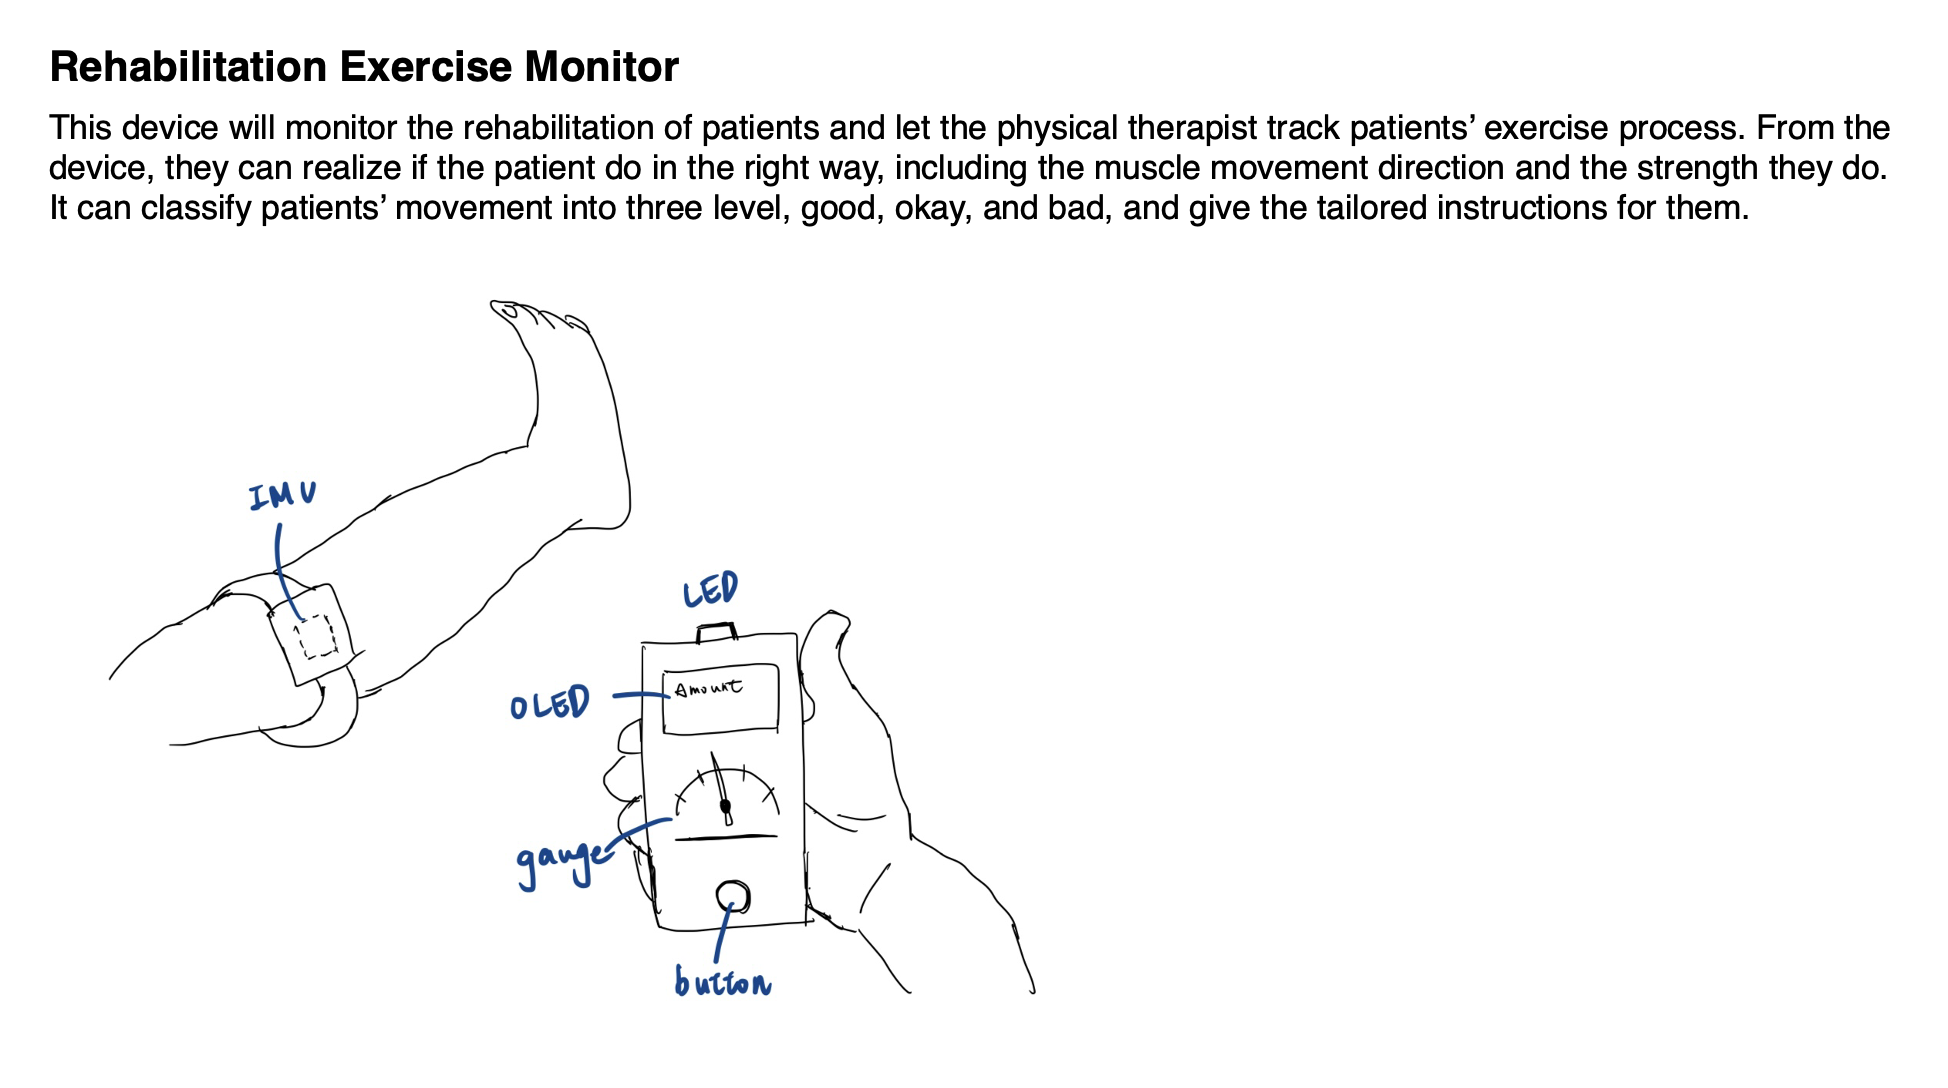 Rehabilitation Exercise Monitor
This device will monitor the rehabilitation of patients and let the physical therapist track patients’ exercise process. From the
device, they can realize if the patient do in the right way, including the muscle movement direction and the strength they do.
It can classify patients’ movement into three level, good, okay, and bad, and give the tailored instructions for them.
IMU
LED
Amount
OLED
gauge
button